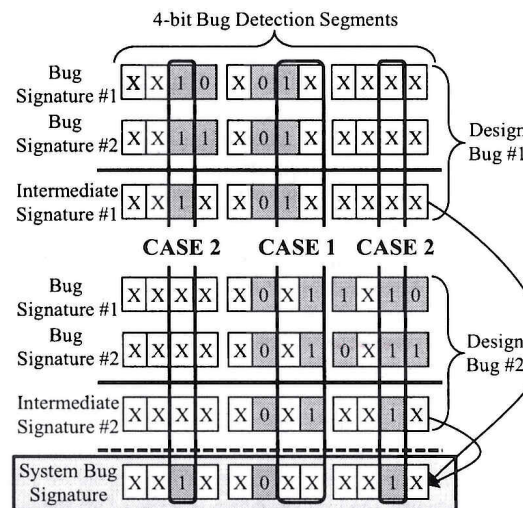 4-bit Bug Detection Segments
Bug Signature #1 X X 1 0 X 0 1 X X X X X
Bug Signature #2 X X 1 1 X 0 1 X X X X X
Design Bug #1
Intermediate Signature #1 X X 1 X X 0 1 X X X X X
CASE 2 CASE 1 CASE 2
Bug Signature #1 X X X X X 0 X 1 1 X 1 0
Bug Signature #2 X X X X X 0 X 1 0 X 1 1
Design Bug #2
Intermediate Signature #2 X X X X X 0 X 1 X X 1 X
System Bug Signature X X 1 X X 0 X X X X 1 X